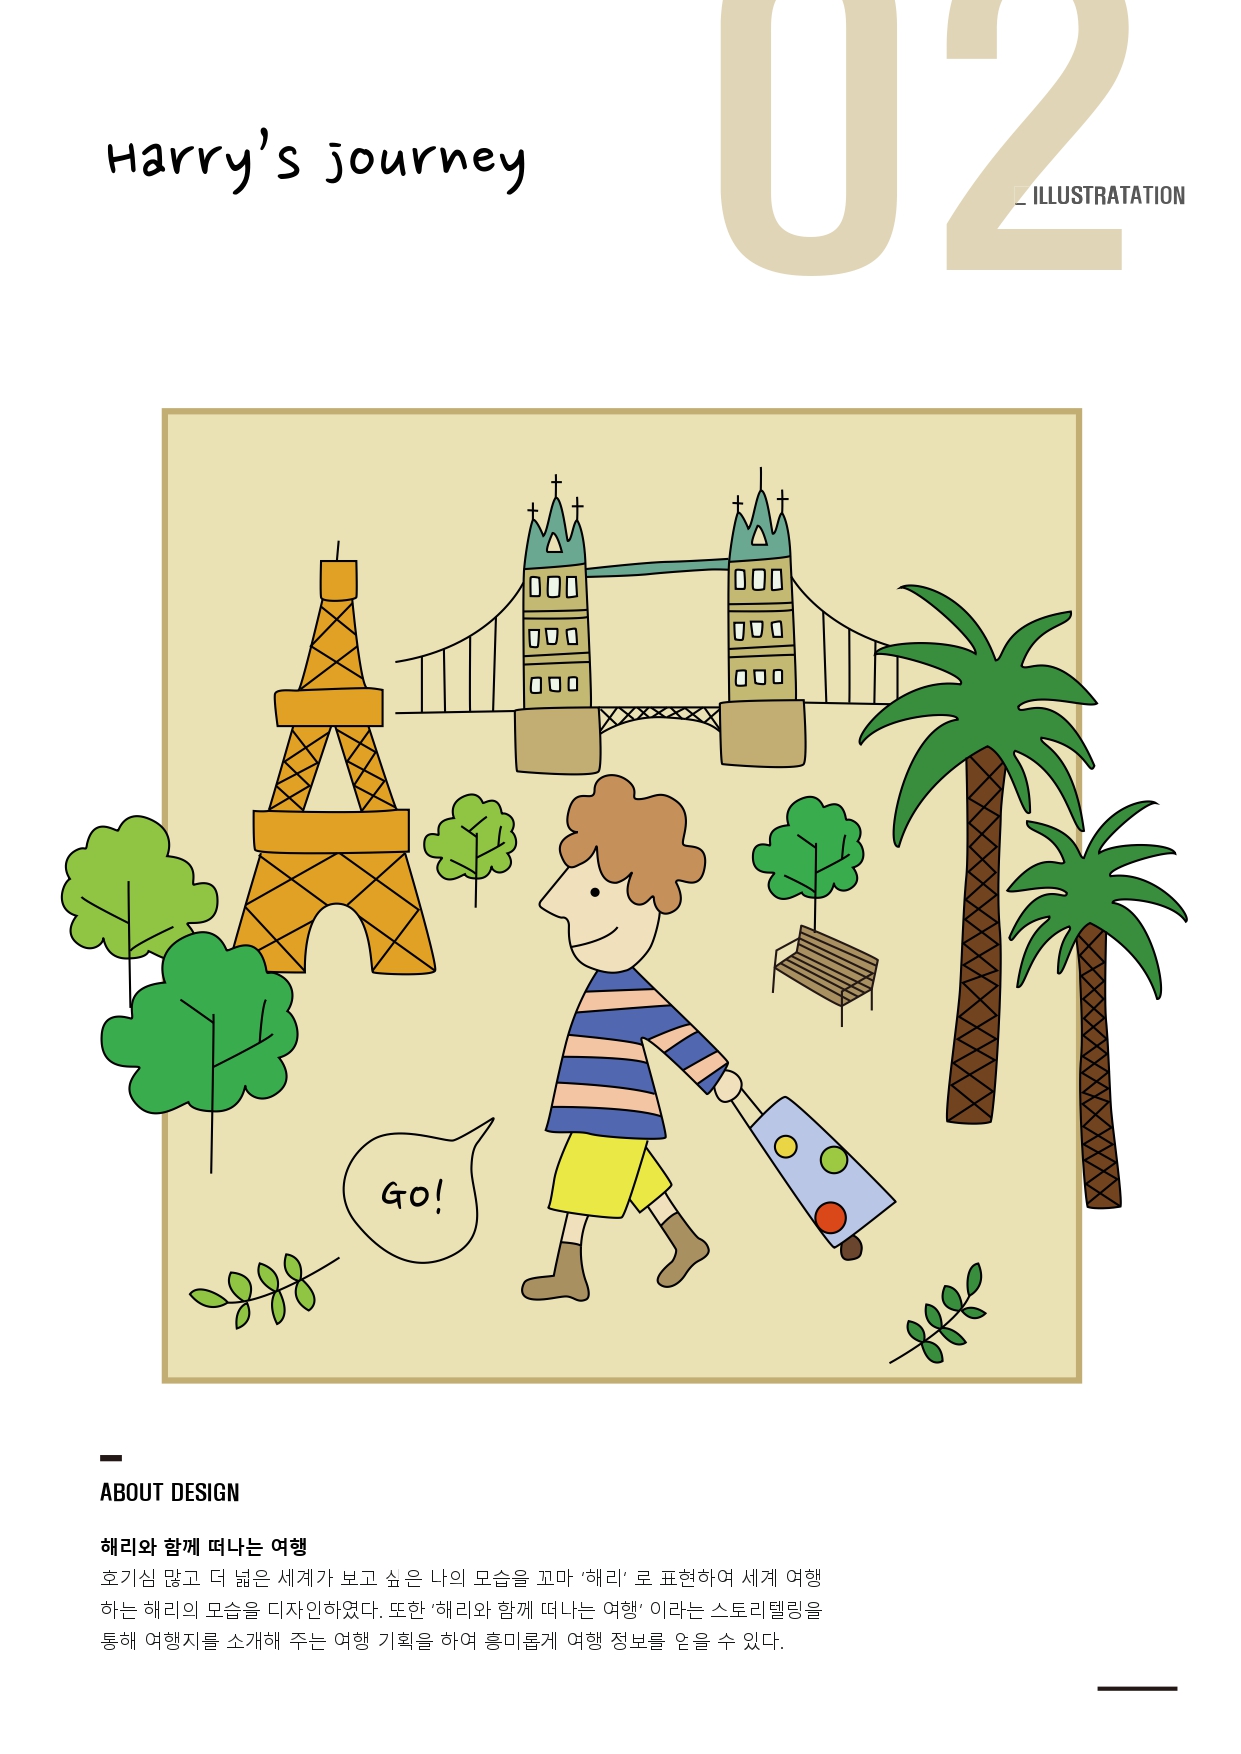 02
Harry's journey
ILLUSTRATATION
GO!
ABOUT DESIGN
해리와 함께 떠나는 여행
호기심 많고 더 넓은 세계가 보고 싶은 나의 모습을 꼬마 '해리' 로 표현하여 세계 여행
하는 해리의 모습을 디자인하였다. 또한 '해리와 함께 떠나는 여행' 이라는 스토리텔링을
통해 여행지를 소개해 주는 여행 기획을 하여 흥미롭게 여행 정보를 얻을 수 있다.